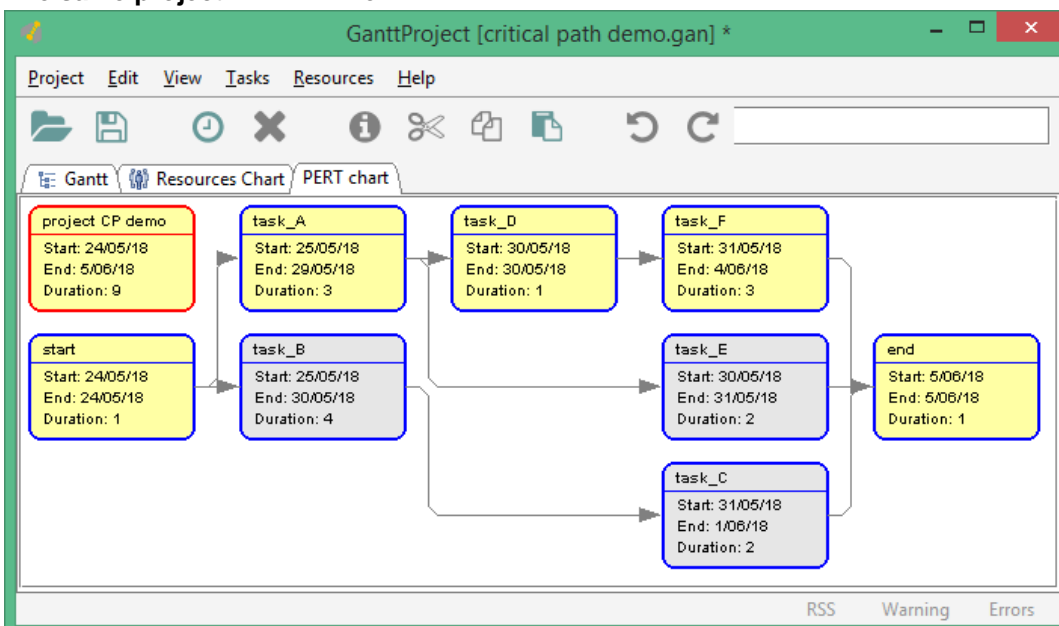 GanttProject [critical path demo.gan] *
Project Edit View Tasks Resources Help
Gantt Resources Chart PERT chart
project CP demo
Start: 24/05/18
End: 5/06/18
Duration: 9
task_A
Start: 25/05/18
End: 29/05/18
Duration: 3
task_D
Start: 30/05/18
End: 30/05/18
Duration: 1
task_F
Start: 31/05/18
End: 4/06/18
Duration: 3
start
Start: 24/05/18
End: 24/05/18
Duration: 1
task_B
Start: 25/05/18
End: 30/05/18
Duration: 4
task_E
Start: 30/05/18
End: 31/05/18
Duration: 2
end
Start: 5/06/18
End: 5/06/18
Duration: 1
task_C
Start: 31/05/18
End: 1/06/18
Duration: 2
RSS Warning Errors